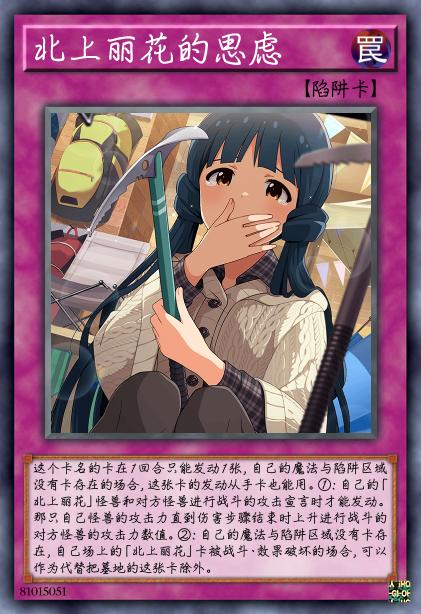 北上丽花的思虑
罠
【陷阱卡】
这个卡名的卡在1回合只能发动1张，自己的魔法与陷阱区域
没有卡存在的场合，这张卡的发动从手卡也能用。①：自己的「
北上丽花」怪兽和对方怪兽进行战斗的攻击宣言时才能发动。
那只自己怪兽的攻击力直到伤害步骤结束时上升进行战斗的
对方怪兽的攻击力数值。②：自己的魔法与陷阱区域没有卡存
在，自己场上的「北上丽花」卡被战斗·效果破坏的场合，可以
作为代替把墓地的这张卡除外。
81015051